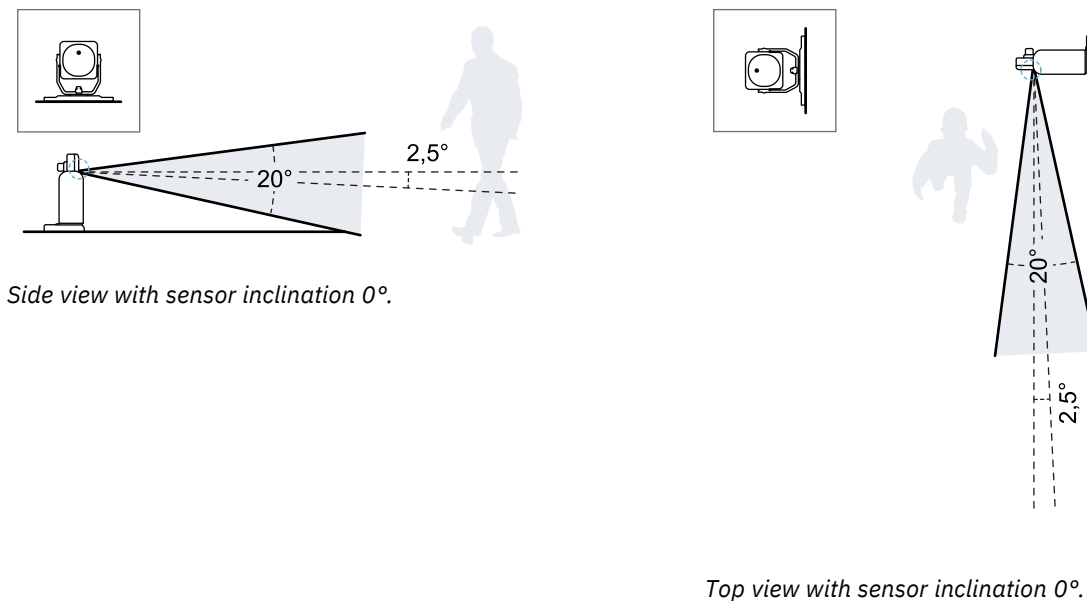 2,5°
20°
Side view with sensor inclination 0°.
20°
2,5°
Top view with sensor inclination 0°.